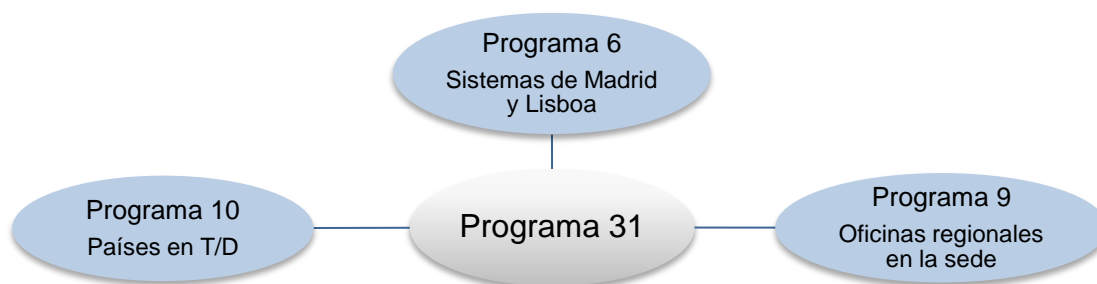 Programa 6
Sistemas de Madrid
y Lisboa
Programa 10
Países en T/D
Programa 31
Programa 9
Oficinas regionales
en la sede